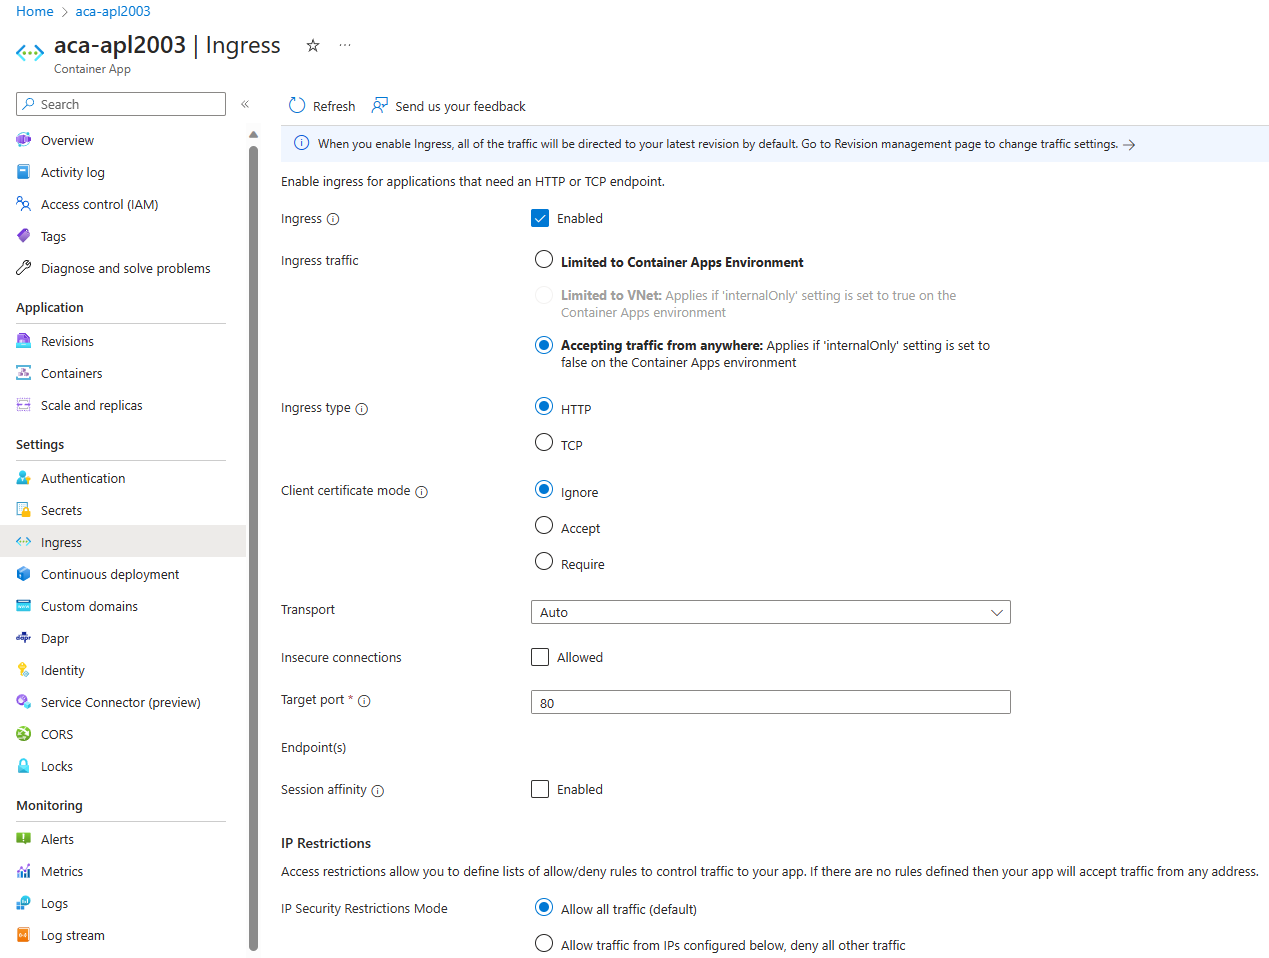 Home > aca-apl2003
aca-apl2003 | Ingress
Container App
Search
Overview
Activity log
Access control (IAM)
Tags
Diagnose and solve problems
Application
Revisions
Containers
Scale and replicas
Settings
Authentication
Secrets
Ingress
Continuous deployment
Custom domains
dapr Dapr
Identity
Service Connector (preview)
CORS
Locks
Monitoring
Alerts
Metrics
Logs
Log stream
Refresh
Send us your feedback
When you enable Ingress, all of the traffic will be directed to your latest revision by default. Go to Revision management page to change traffic settings. →
Enable ingress for applications that need an HTTP or TCP endpoint.
Ingress
Enabled
Ingress traffic
Limited to Container Apps Environment
Limited to VNet: Applies if 'internalOnly' setting is set to true on the
Container Apps environment
Accepting traffic from anywhere: Applies if 'internalOnly' setting is set to
false on the Container Apps environment
Ingress type
HTTP
TCP
Client certificate mode
Ignore
Accept
Require
Transport
Auto
Insecure connections
Allowed
Target port *
80
Endpoint(s)
Session affinity
Enabled
IP Restrictions
Access restrictions allow you to define lists of allow/deny rules to control traffic to your app. If there are no rules defined then your app will accept traffic from any address.
IP Security Restrictions Mode
Allow all traffic (default)
Allow traffic from IPs configured below, deny all other traffic